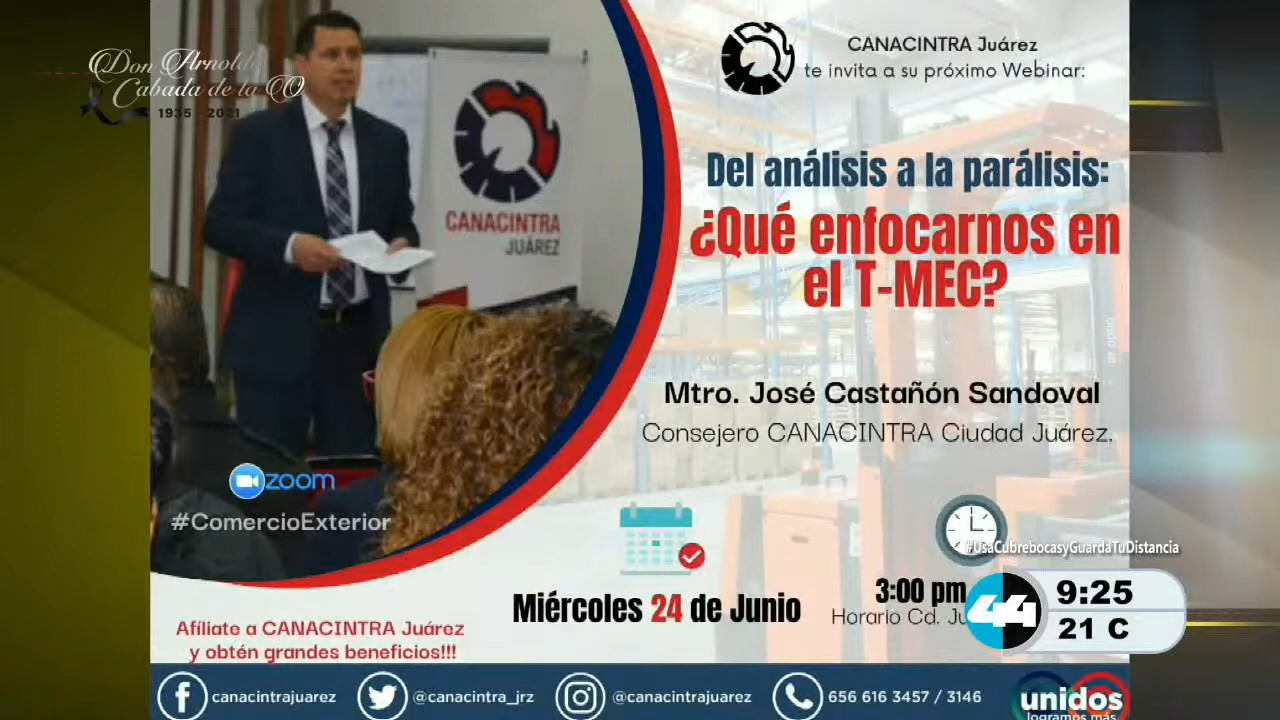 Don Arnoldo
Cabada de la O
1935 - 2021
CANACINTRA
JUÁREZ
CANACINTRA Juárez
te invita a su próximo Webinar:
Del análisis a la parálisis:
¿Qué enfocarnos en
el T-MEC?
Mtro. José Castañón Sandoval
Consejero CANACINTRA Ciudad Juárez.
zoom
#ComercioExterior
Miércoles 24 de Junio
3:00 pm
Horario Cd.
#UsaCubrebocasyGuardaTuDistancia
44
9:25
21 C
Afíliate a CANACINTRA Juárez
y obtén grandes beneficios!!!
canacintrajuarez
@canacintra_jrz
@canacintrajuarez
656 616 3457 / 3146
unidos
logramos más